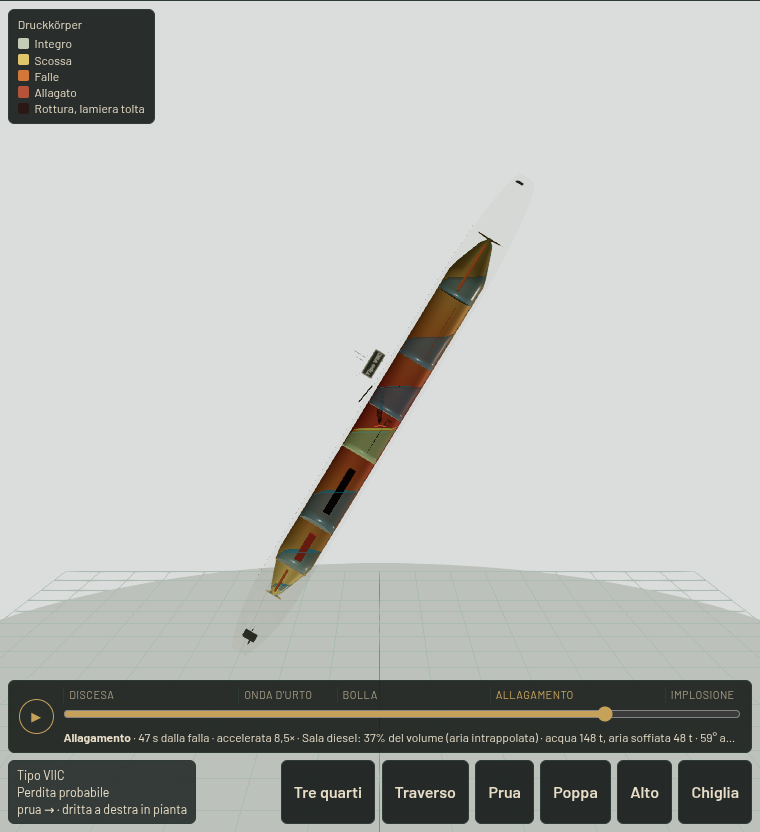 Druckkörper
Integro
Scossa
Falle
Allagato
Rottura, lamiera tolta
Tipo VIIC
DISCESA
ONDA D'URTO
BOLLA
ALLAGAMENTO
IMPLOSIONE
Allagamento · 47 s dalla falla · accelerata 8,5× · Sala diesel: 37% del volume (aria intrappolata) · acqua 148 t, aria soffiata 48 t · 59° a...
Tipo VIIC
Perdita probabile
prua → · dritta a destra in pianta
Tre quarti
Traverso
Prua
Poppa
Alto
Chiglia